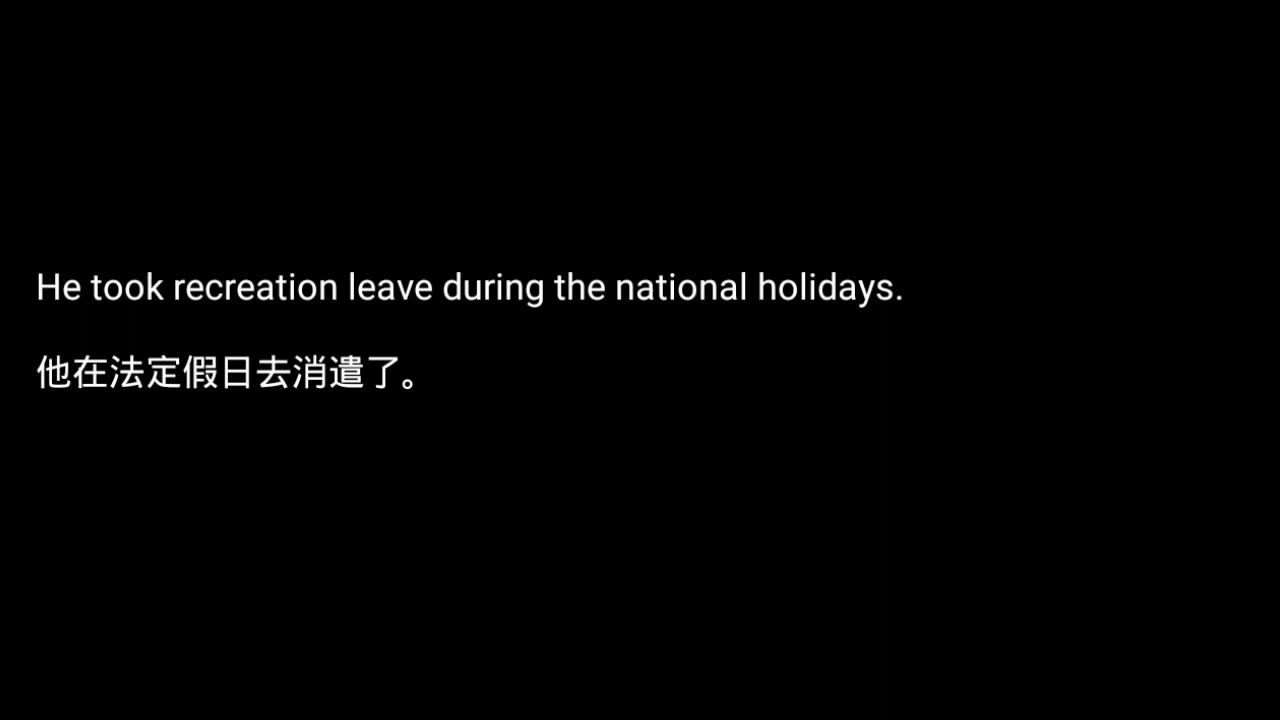 He took recreation leave during the national holidays.
他在法定假日去消遣了。